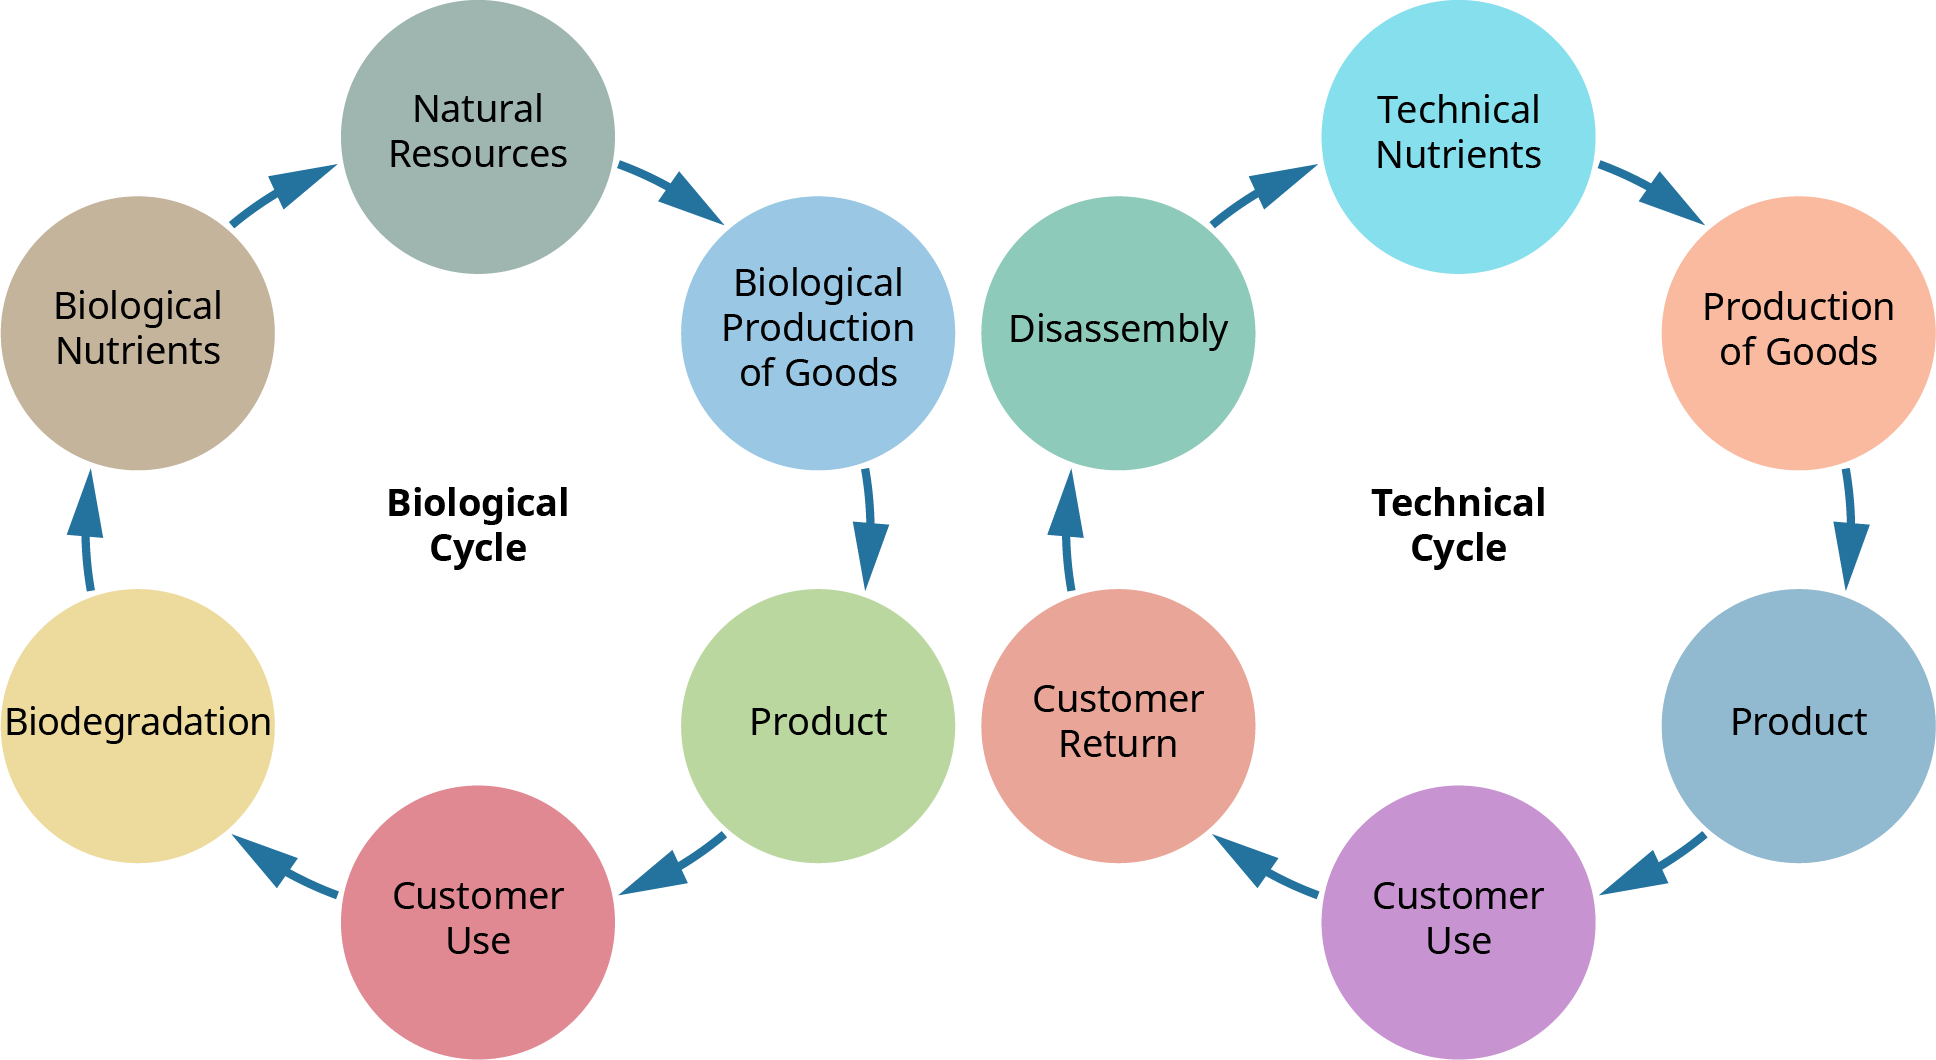 Natural
Resources
Biological
Production
of Goods
Product
Customer
Use
Biodegradation
Biological
Nutrients
Biological
Cycle
Technical
Nutrients
Production
of Goods
Product
Customer
Use
Customer
Return
Disassembly
Technical
Cycle